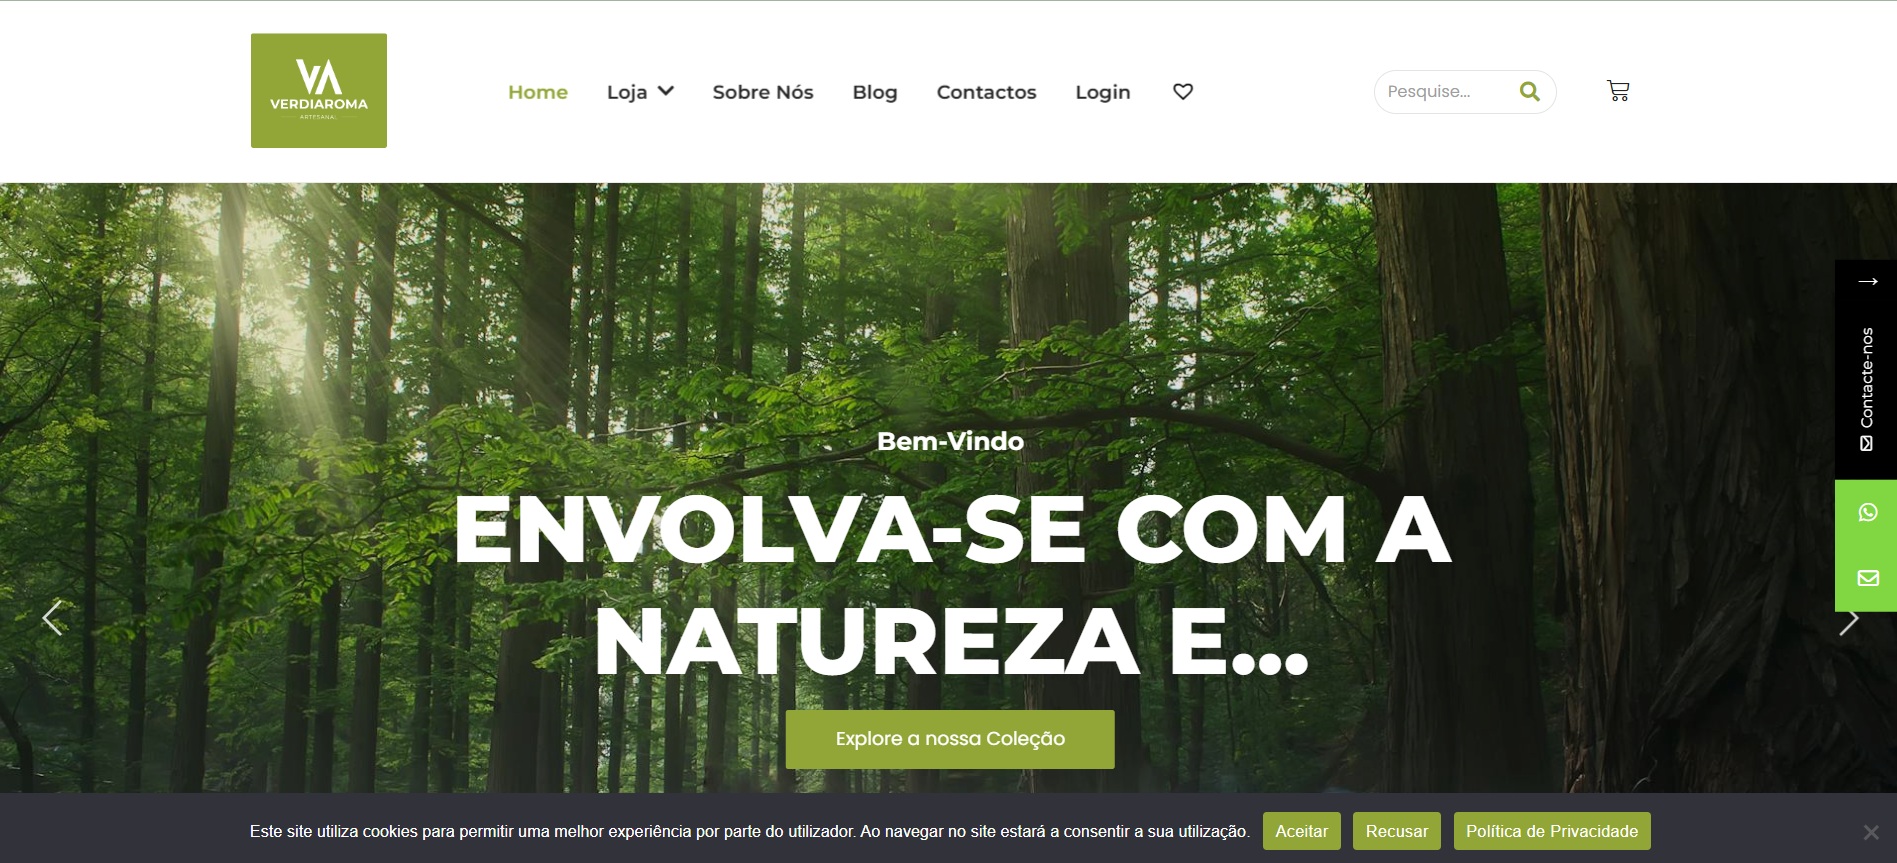 VA
VERDIAROMA
ARTESANAL
Home
Loja
Sobre Nós
Blog
Contactos
Login
Pesquise...
→
Contacte-nos
Bem-Vindo
ENVOLVA-SE COM A
NATUREZA E...
Explore a nossa Coleção
Este site utiliza cookies para permitir uma melhor experiência por parte do utilizador. Ao navegar no site estará a consentir a sua utilização.
Aceitar
Recusar
Política de Privacidade